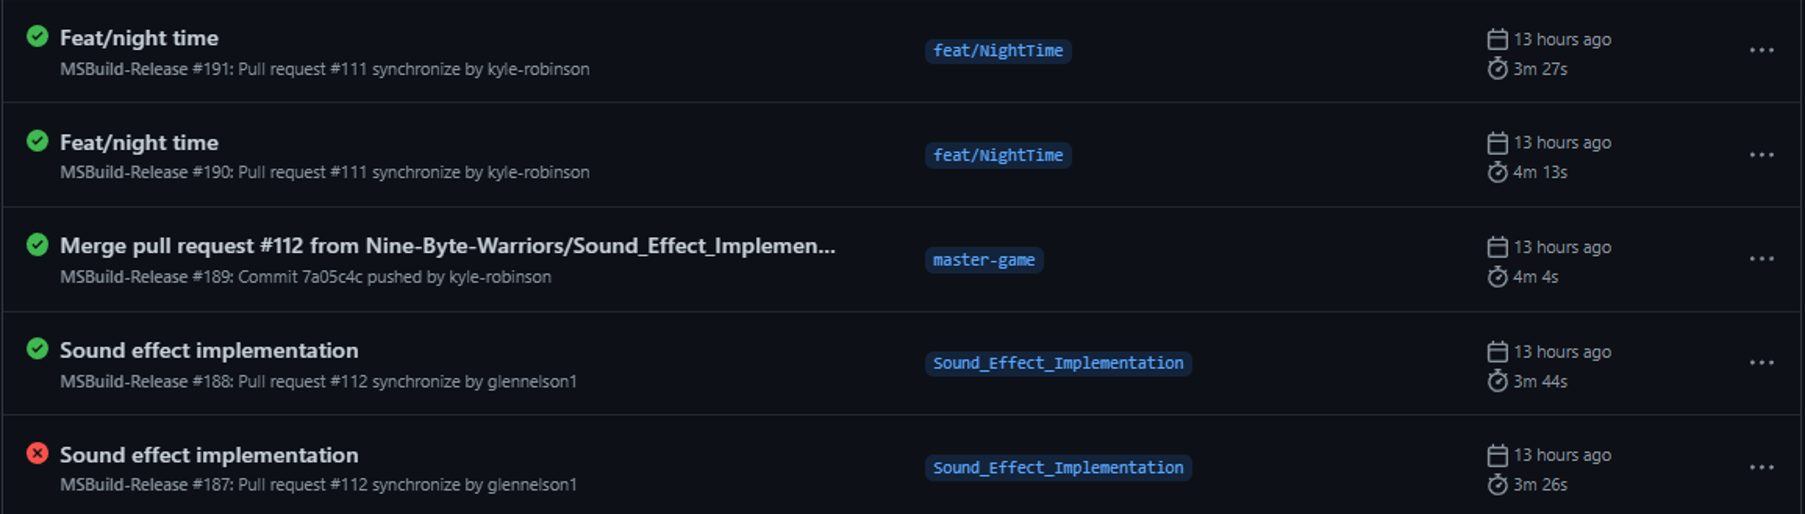 Feat/night time
feat/NightTime
13 hours ago
MSBuild-Release #191: Pull request #111 synchronize by kyle-robinson
3m 27s
Feat/night time
feat/NightTime
13 hours ago
MSBuild-Release #190: Pull request #111 synchronize by kyle-robinson
4m 13s
Merge pull request #112 from Nine-Byte-Warriors/Sound_Effect_Implemen...
master-game
13 hours ago
MSBuild-Release #189: Commit 7a05c4c pushed by kyle-robinson
4m 4s
Sound effect implementation
Sound_Effect_Implementation
13 hours ago
MSBuild-Release #188: Pull request #112 synchronize by glennelson1
3m 44s
Sound effect implementation
Sound_Effect_Implementation
13 hours ago
MSBuild-Release #187: Pull request #112 synchronize by glennelson1
3m 26s